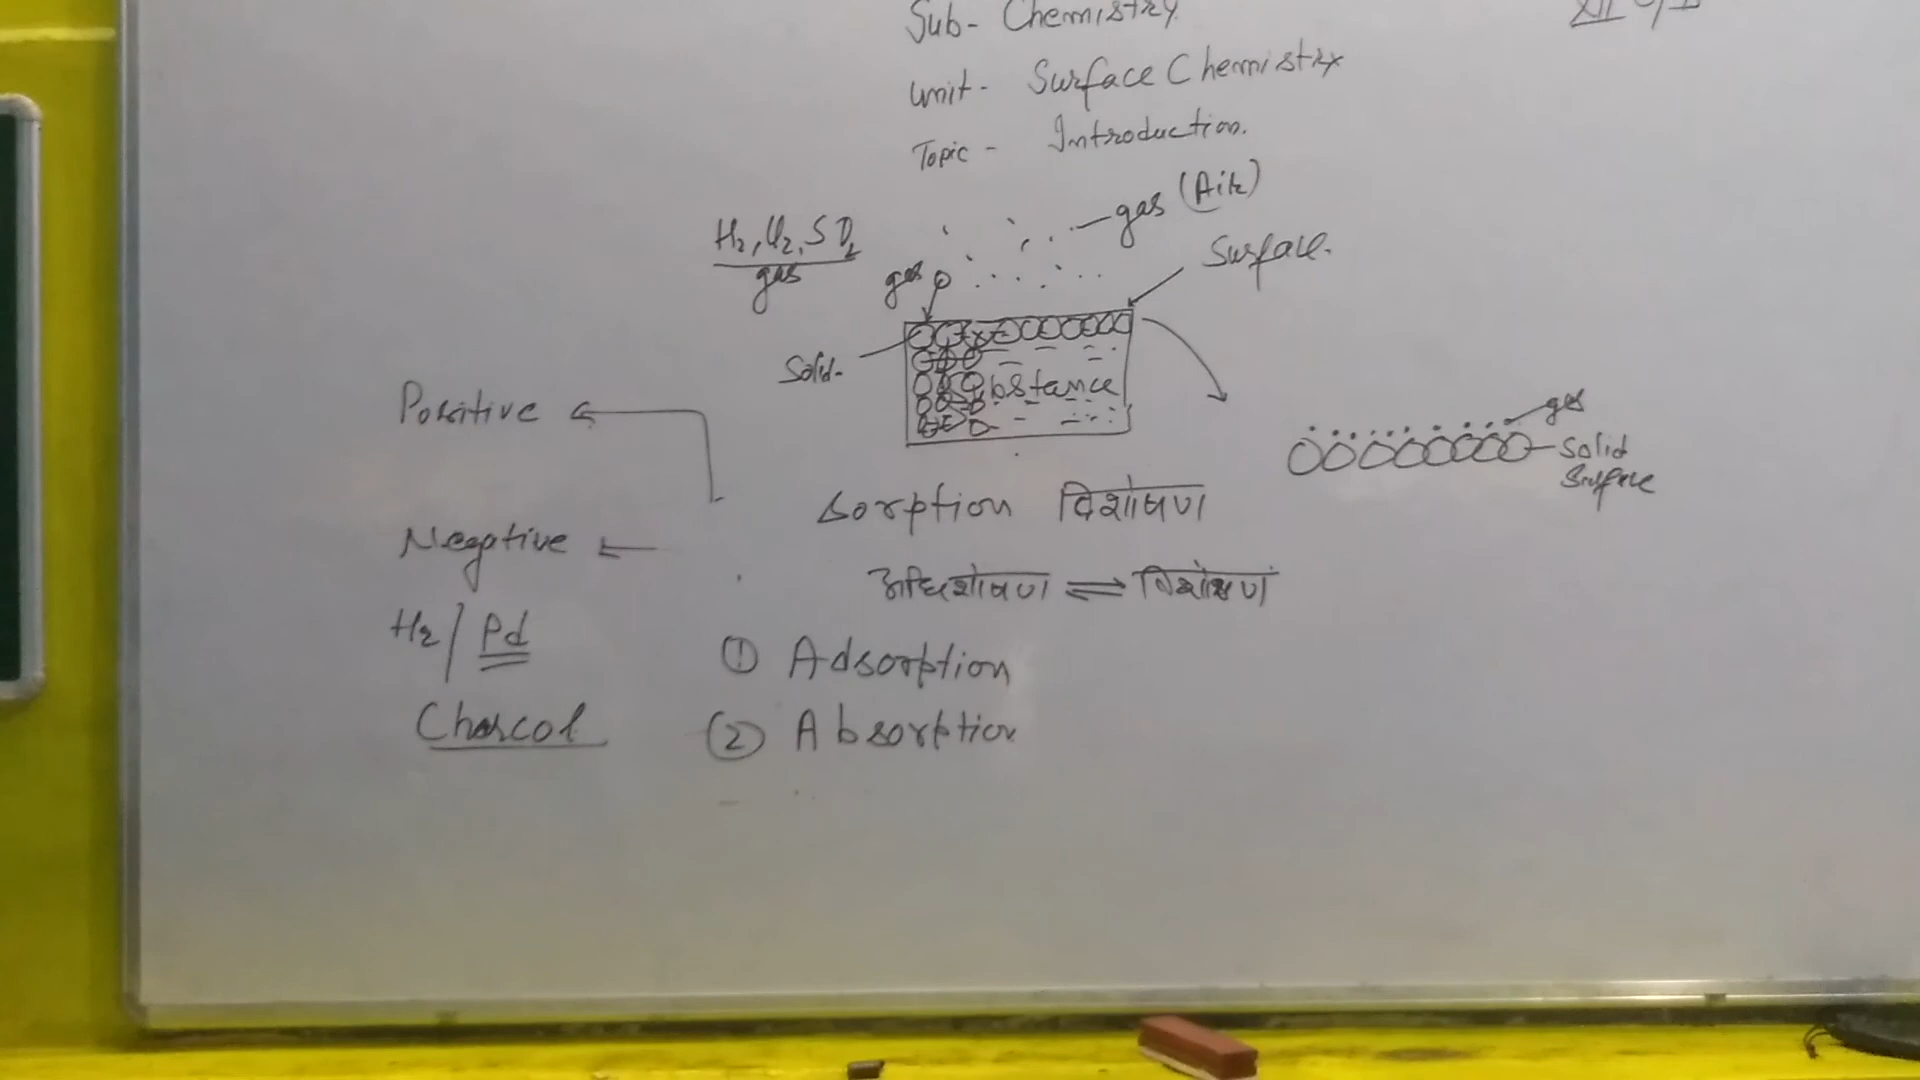 Sub- Chemistry
Unit- Surface Chemistry
Topic - Introduction.
gas (Air)
H2, U2, SO2
gas
gas
Surface.
Solid-
Substance
gas
Solid
Surface
Positive
Sorption विशोषण
Negative
अधिशोषण ⇌ विशोषण
H2/Pd
① Adsorption
Charcol
② Absorption